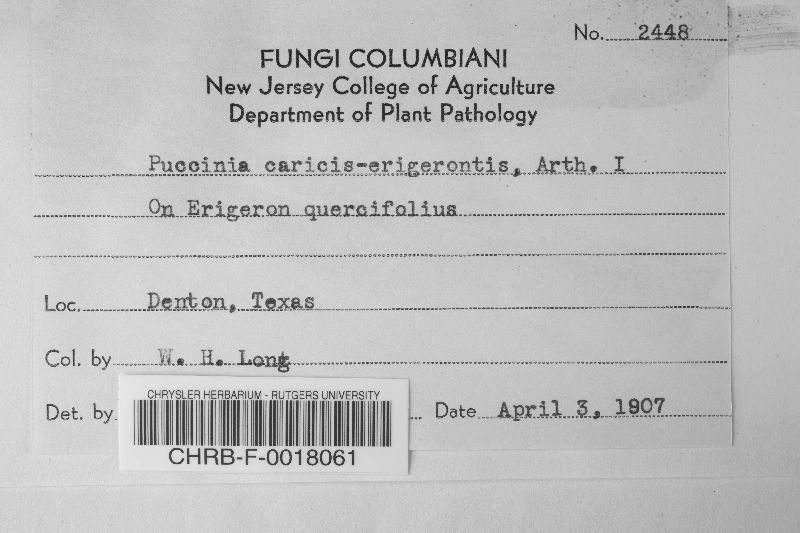 No. 2448
FUNGI COLUMBIANI
New Jersey College of Agriculture
Department of Plant Pathology
Puccinia caricis-erigerontis, Arth. I
On Erigeron quercifolius
Loc. Denton, Texas
Col. by W. H. Long
Det. by Date April 3, 1907
CHRYSLER HERBARIUM - RUTGERS UNIVERSITY
CHRB-F-0018061